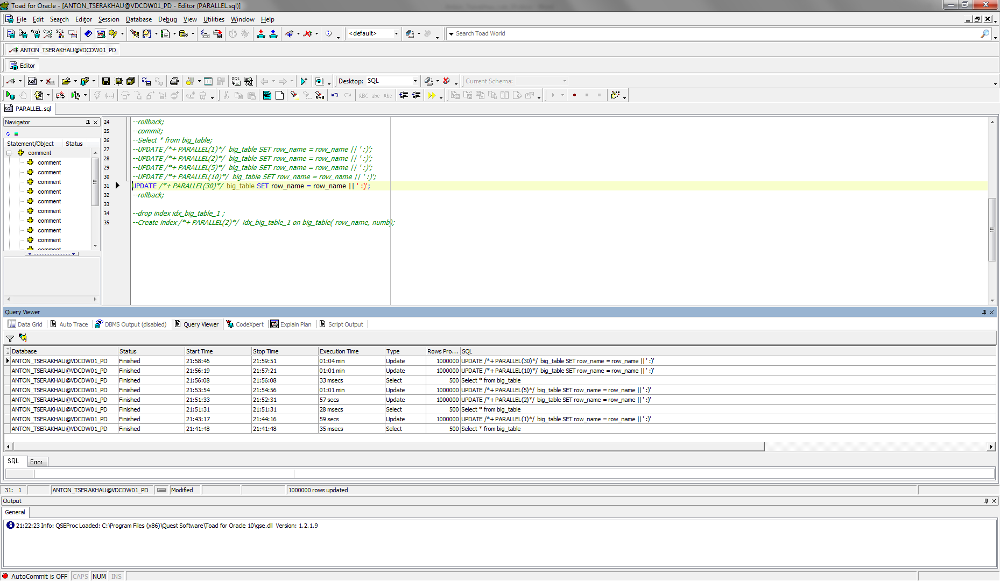 Toad for Oracle - [ANTON_TSERAKHAU@VDCDW01_PD - Editor (PARALLEL.sql)]
File Edit Search Editor Session Database Debug View Utilities Window Help
<default> Search Toad World
ANTON_TSERAKHAU@VDCDW01_PD
Editor
Desktop: SQL Current Schema:
PARALLEL.sql
Navigator
Statement/Object Status
comment
comment
comment
comment
comment
comment
comment
comment
comment
comment
comment
24 --rollback;
25 --commit;
26 --Select * from big_table;
27 --UPDATE /*+ PARALLEL(1)*/ big_table SET row_name = row_name || ' :)';
28 --UPDATE /*+ PARALLEL(2)*/ big_table SET row_name = row_name || ' :)';
29 --UPDATE /*+ PARALLEL(5)*/ big_table SET row_name = row_name || ' :)';
30 --UPDATE /*+ PARALLEL(10)*/ big_table SET row_name = row_name || ' :)';
31 UPDATE /*+ PARALLEL(30)*/ big_table SET row_name = row_name || ' :)';
32 --rollback;
33
34 --drop index idx_big_table_1 ;
35 --Create index /*+ PARALLEL(2)*/ idx_big_table_1 on big_table( row_name, numb);
Query Viewer
Data Grid Auto Trace DBMS Output (disabled) Query Viewer CodeXpert Explain Plan Script Output
Database Status Start Time Stop Time Execution Time Type Rows Pro... SQL
ANTON_TSERAKHAU@VDCDW01_PD Finished 21:58:46 21:59:51 01:04 min Update 1000000 UPDATE /*+ PARALLEL(30)*/ big_table SET row_name = row_name || ' :)'
ANTON_TSERAKHAU@VDCDW01_PD Finished 21:56:19 21:57:21 01:01 min Update 1000000 UPDATE /*+ PARALLEL(10)*/ big_table SET row_name = row_name || ' :)'
ANTON_TSERAKHAU@VDCDW01_PD Finished 21:56:08 21:56:08 33 msecs Select 500 Select * from big_table
ANTON_TSERAKHAU@VDCDW01_PD Finished 21:53:54 21:54:56 01:01 min Update 1000000 UPDATE /*+ PARALLEL(5)*/ big_table SET row_name = row_name || ' :)'
ANTON_TSERAKHAU@VDCDW01_PD Finished 21:51:33 21:52:31 57 secs Update 1000000 UPDATE /*+ PARALLEL(2)*/ big_table SET row_name = row_name || ' :)'
ANTON_TSERAKHAU@VDCDW01_PD Finished 21:51:31 21:51:31 28 msecs Select 500 Select * from big_table
ANTON_TSERAKHAU@VDCDW01_PD Finished 21:43:17 21:44:16 59 secs Update 1000000 UPDATE /*+ PARALLEL(1)*/ big_table SET row_name = row_name || ' :)'
ANTON_TSERAKHAU@VDCDW01_PD Finished 21:41:48 21:41:48 35 msecs Select 500 Select * from big_table
SQL Error
31: 1 ANTON_TSERAKHAU@VDCDW01_PD Modified 1000000 rows updated
Output
General
21:22:23 Info: QSEProc Loaded: C:\Program Files (x86)\Quest Software\Toad for Oracle 10\qse.dll Version: 1.2.1.9
AutoCommit is OFF CAPS NUM INS